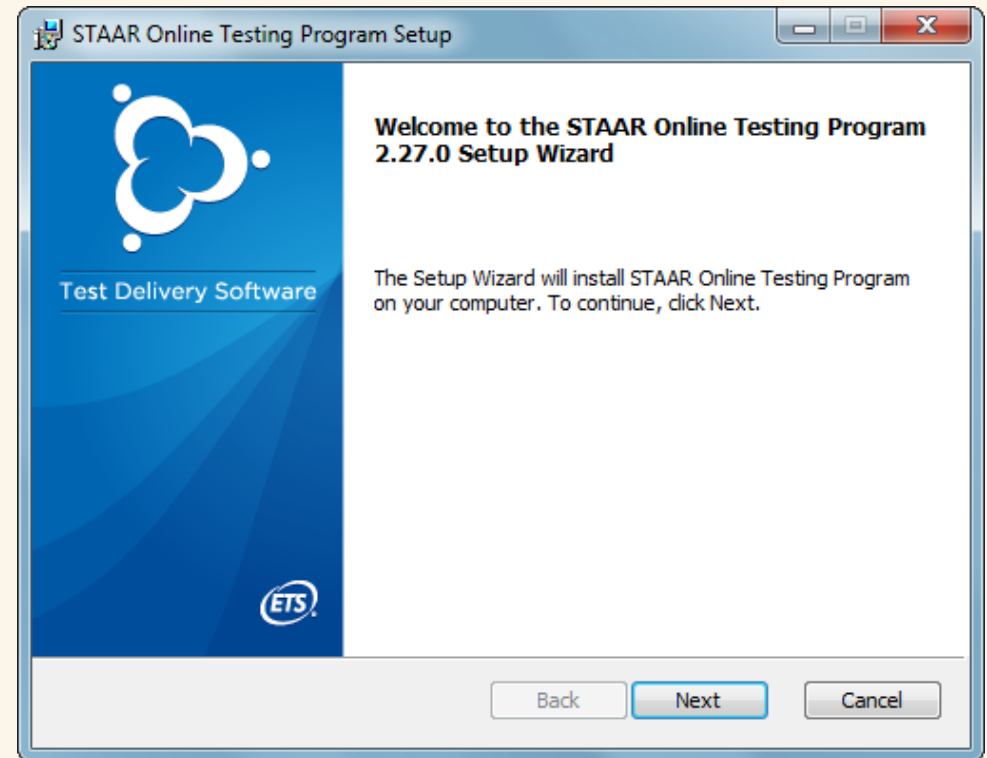 STAAR Online Testing Program Setup
X
Welcome to the STAAR Online Testing Program
2.27.0 Setup Wizard
Test Delivery Software
The Setup Wizard will install STAAR Online Testing Program
on your computer. To continue, click Next.
ETS
Back
Next
Cancel